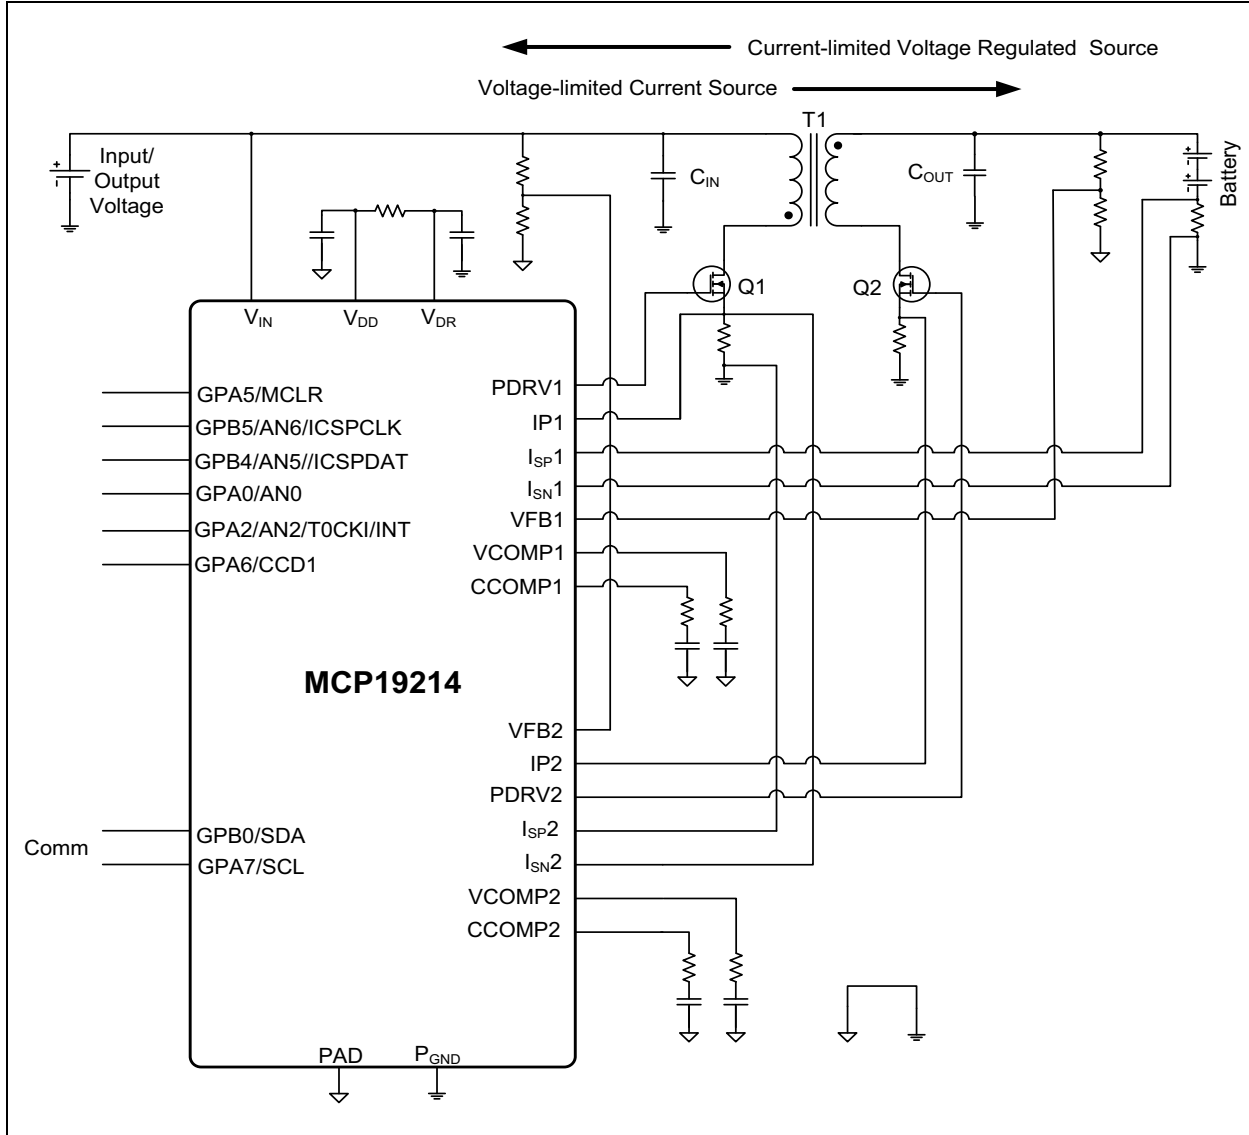 Current-limited Voltage Regulated Source
Voltage-limited Current Source
T1
Input/
Output
Voltage
+
-
CIN
COUT
+
-
+
-
Battery
Q1
Q2
VIN
VDD
VDR
GPA5/MCLR
GPB5/AN6/ICSPCLK
GPB4/AN5//ICSPDAT
GPA0/AN0
GPA2/AN2/T0CKI/INT
GPA6/CCD1
PDRV1
IP1
ISP1
ISN1
VFB1
VCOMP1
CCOMP1
MCP19214
VFB2
IP2
PDRV2
ISP2
ISN2
VCOMP2
CCOMP2
Comm
GPB0/SDA
GPA7/SCL
PAD
PGND